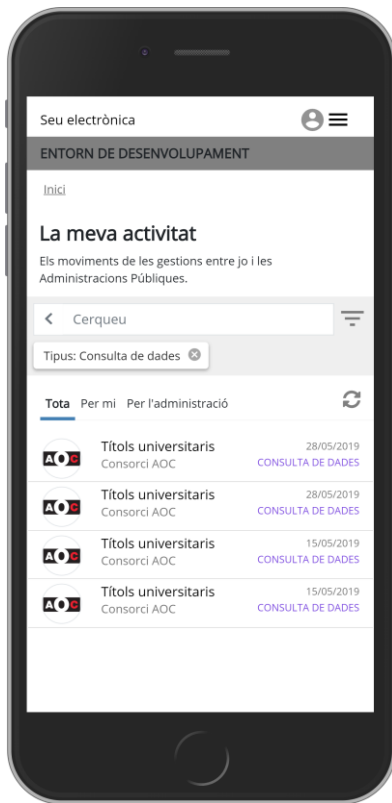 Seu electrònica
ENTORN DE DESENVOLUPAMENT
Inici
La meva activitat
Els moviments de les gestions entre jo i les
Administracions Públiques.
Cerqueu
Tipus: Consulta de dades
Tota Per mi Per l'administració
AOC Títols universitaris 28/05/2019
Consorci AOC CONSULTA DE DADES
AOC Títols universitaris 28/05/2019
Consorci AOC CONSULTA DE DADES
AOC Títols universitaris 15/05/2019
Consorci AOC CONSULTA DE DADES
AOC Títols universitaris 15/05/2019
Consorci AOC CONSULTA DE DADES